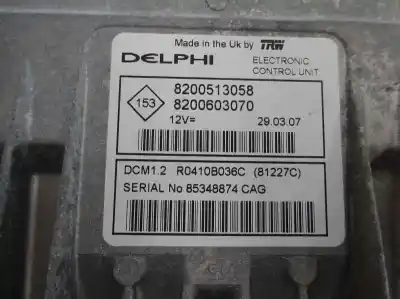 Made in the Uk by TRW
DELPHI ELECTRONIC
CONTROL UNIT
153 8200513058
8200603070
12V= 29.03.07
DCM1.2 R0410B036C (81227C)
SERIAL No 85348874 CAG